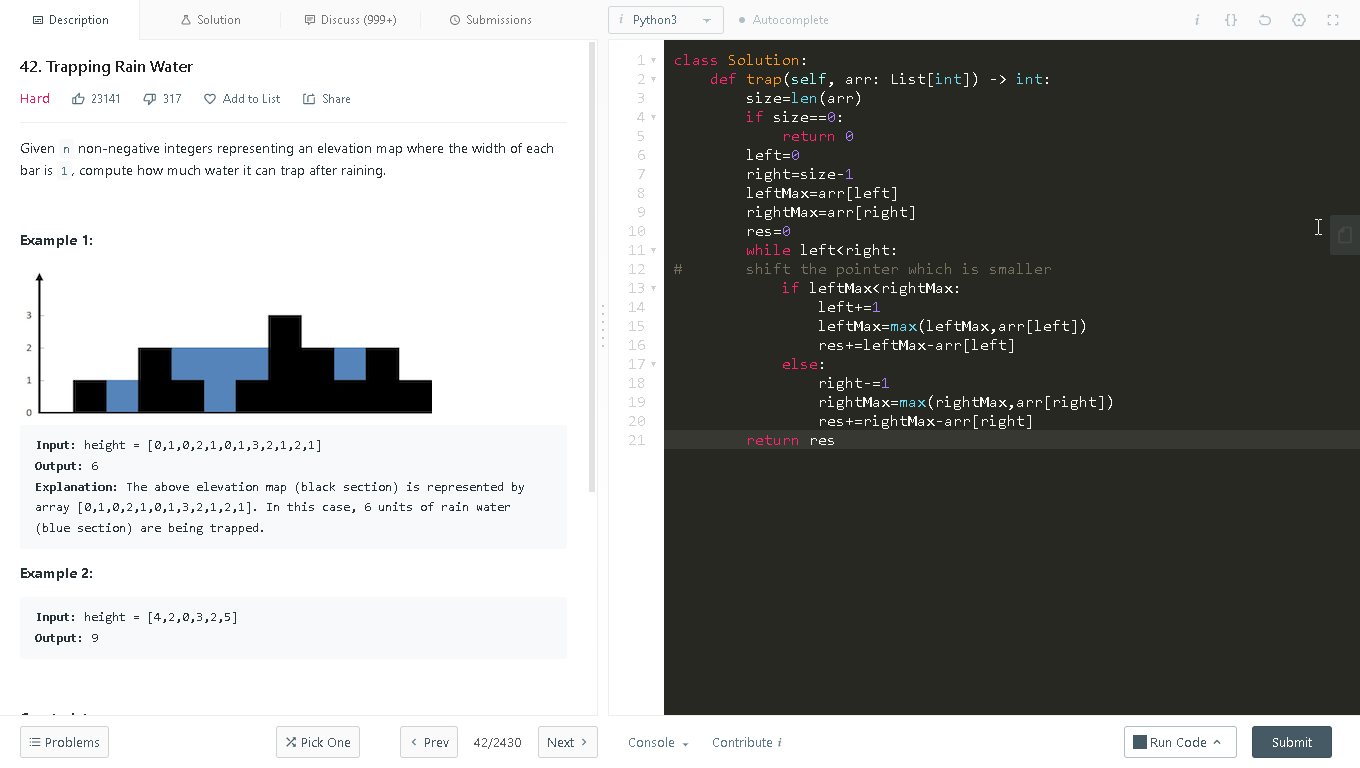 Description
Solution
Discuss (999+)
Submissions
i Python3
Autocomplete
i {}
42. Trapping Rain Water
Hard 23141 317 Add to List Share
Given n non-negative integers representing an elevation map where the width of each
bar is 1, compute how much water it can trap after raining.
Example 1:
3
2
1
0
Input: height = [0,1,0,2,1,0,1,3,2,1,2,1]
Output: 6
Explanation: The above elevation map (black section) is represented by
array [0,1,0,2,1,0,1,3,2,1,2,1]. In this case, 6 units of rain water
(blue section) are being trapped.
Example 2:
Input: height = [4,2,0,3,2,5]
Output: 9
1 class Solution:
2     def trap(self, arr: List[int]) -> int:
3         size=len(arr)
4         if size==0:
5             return 0
6         left=0
7         right=size-1
8         leftMax=arr[left]
9         rightMax=arr[right]
10         res=0
11         while left<right:
12 #       shift the pointer which is smaller
13             if leftMax<rightMax:
14                 left+=1
15                 leftMax=max(leftMax,arr[left])
16                 res+=leftMax-arr[left]
17             else:
18                 right-=1
19                 rightMax=max(rightMax,arr[right])
20                 res+=rightMax-arr[right]
21         return res
Problems
Pick One
Prev
42/2430
Next
Console
Contribute i
Run Code
Submit